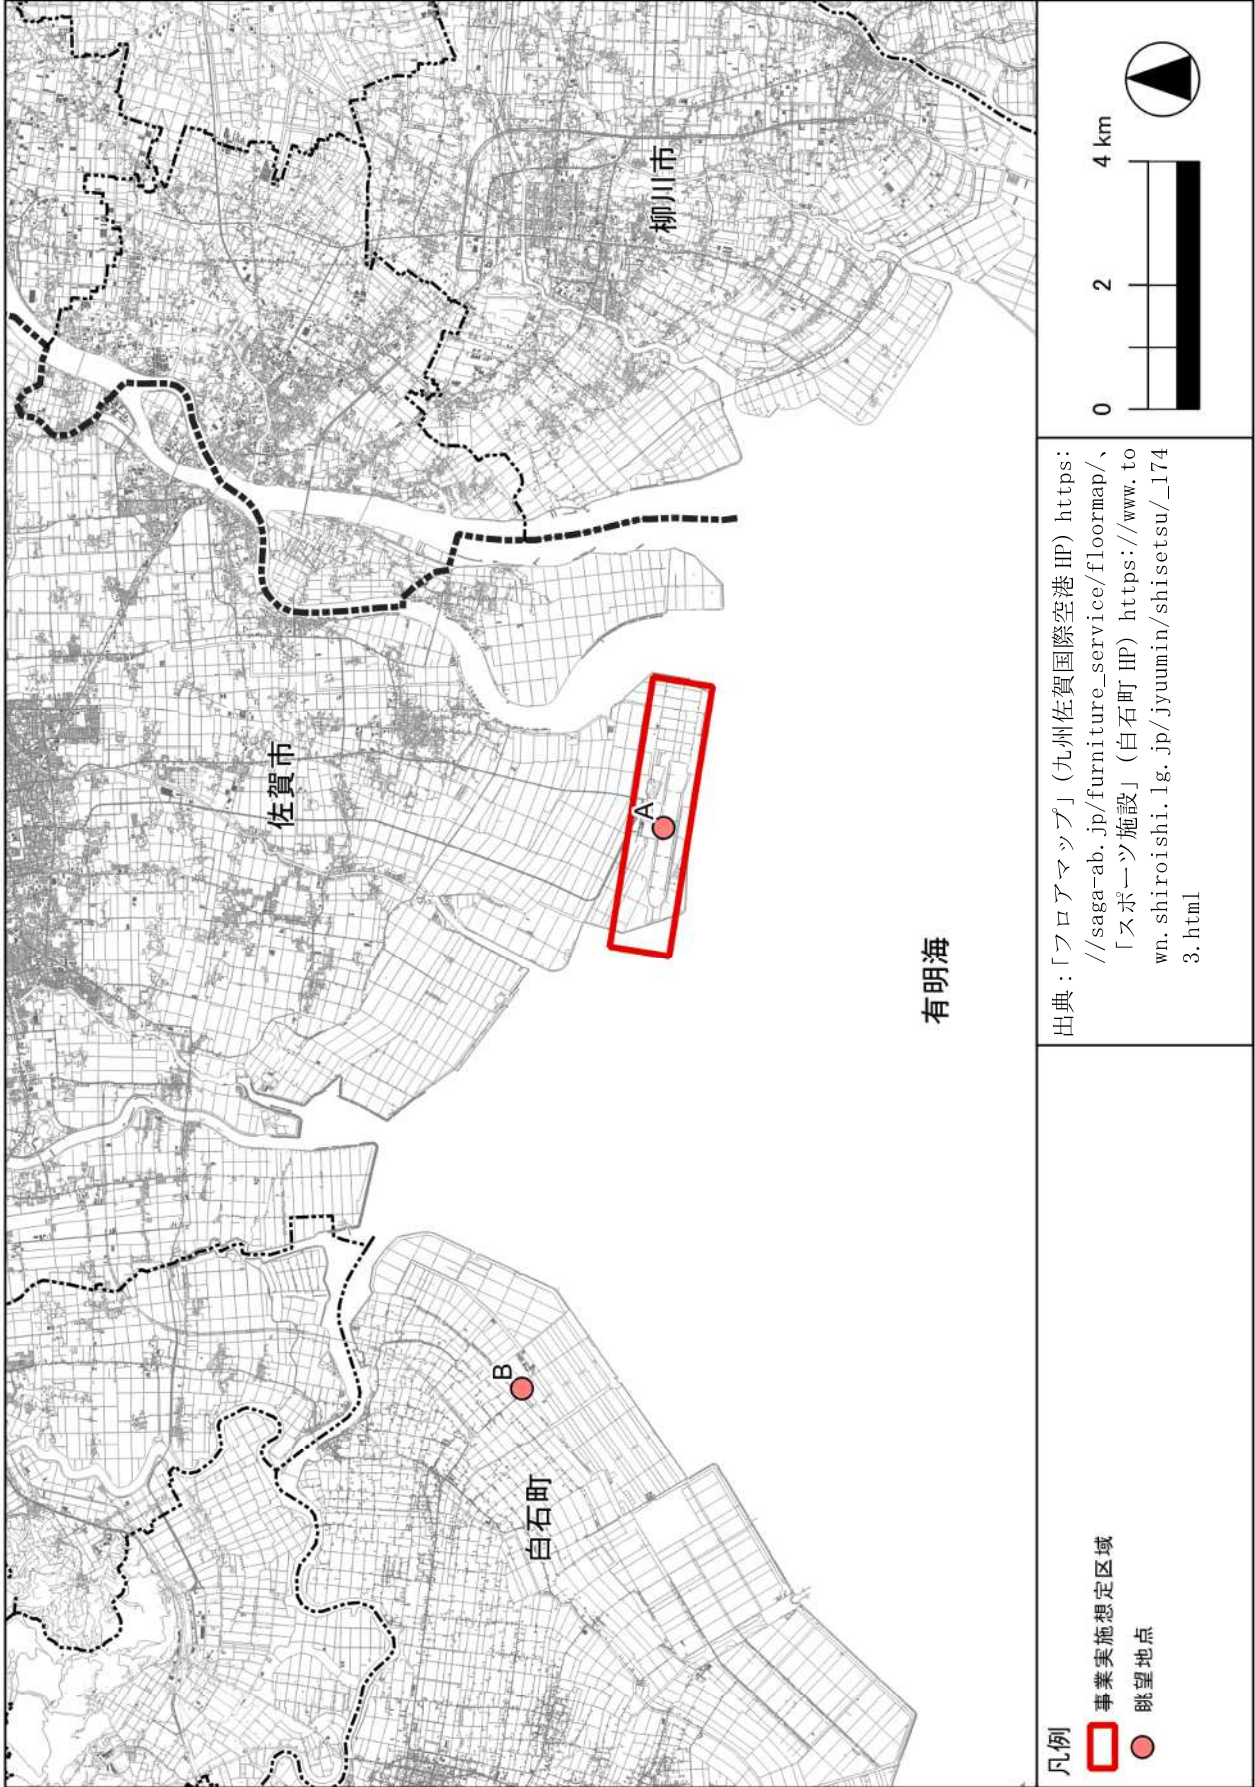 佐賀市
柳川市
A
B
白石町
有明海
凡例
事業実施想定区域
眺望地点
出典：「フロアマップ」（九州佐賀国際空港 HP）https:
//saga-ab.jp/furniture_service/floormap/、
「スポーツ施設」（白石町 HP）https://www.to
wn.shiroishi.lg.jp/jyuumin/shisetsu/_174
3.html
0 2 4 km